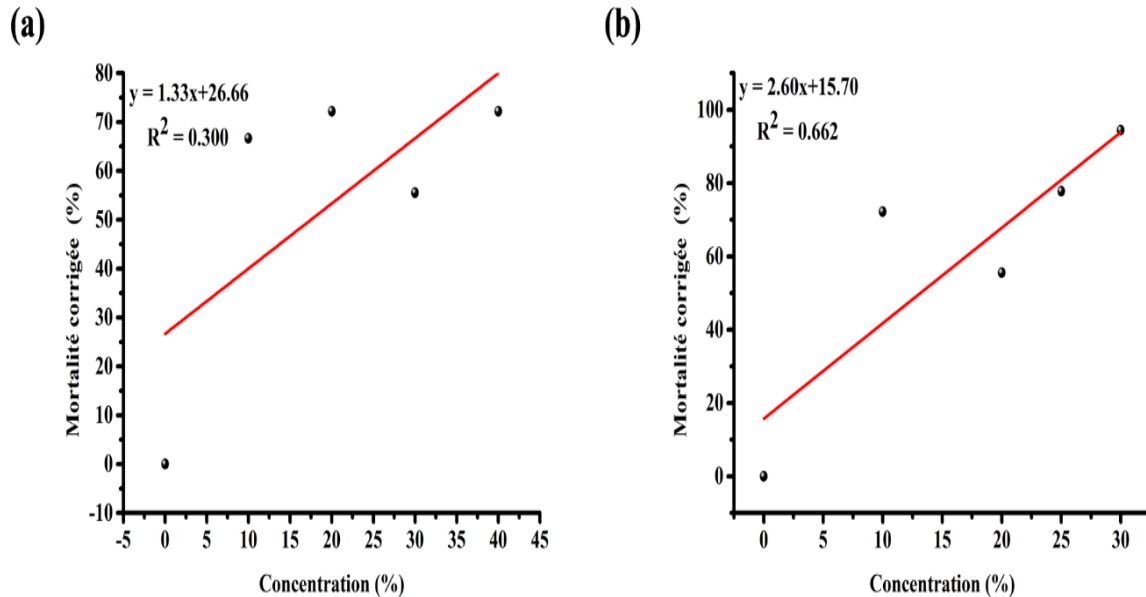 (a)
y = 1.33x+26.66
R2 = 0.300
Mortalité corrigée (%)
80
70
60
50
40
30
20
10
0
-10
-5 0 5 10 15 20 25 30 35 40 45
Concentration (%)
(b)
y = 2.60x+15.70
R2 = 0.662
Mortalité corrigée (%)
100
80
60
40
20
0
0 5 10 15 20 25 30
Concentration (%)